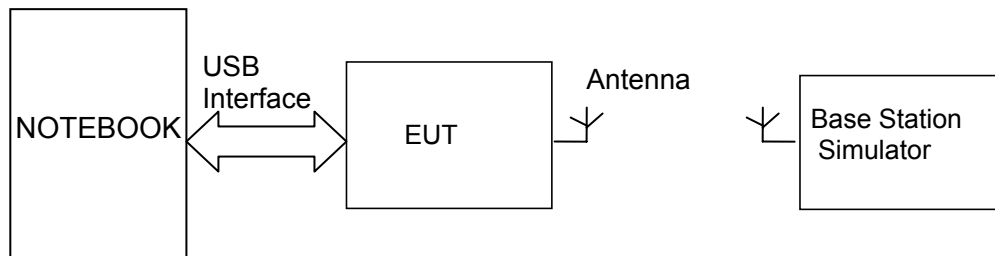 NOTEBOOK
USB
Interface
EUT
Antenna
Base Station
Simulator